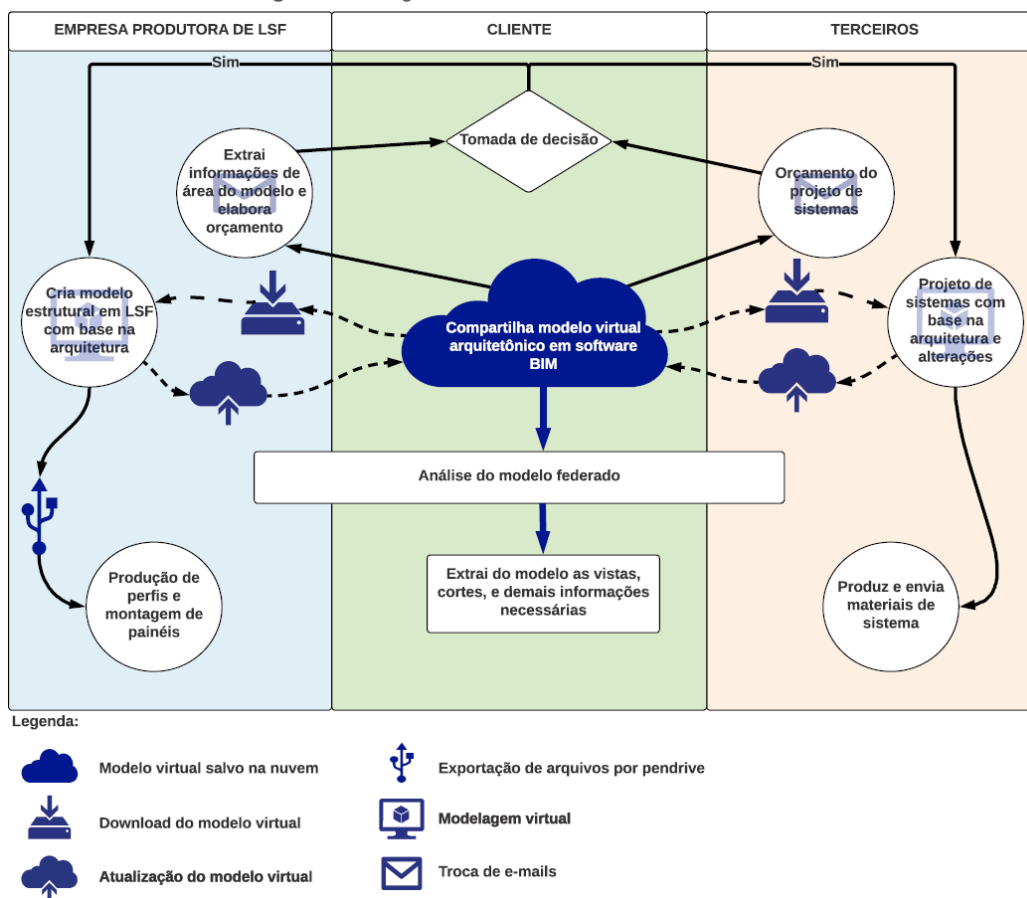 EMPRESA PRODUTORA DE LSF
CLIENTE
TERCEIROS
Sim
Sim
Tomada de decisão
Extrai
informações de
área do modelo e
elabora
orçamento
Orçamento do
projeto de
sistemas
Cria modelo
estrutural em LSF
com base na
arquitetura
Compartilha modelo virtual
arquitetônico em software
BIM
Projeto de
sistemas com
base na
arquitetura e
alterações
Análise do modelo federado
Produção de
perfis e
montagem de
painéis
Extrai do modelo as vistas,
cortes, e demais informações
necessárias
Produz e envia
materiais de
sistema
Legenda:
Modelo virtual salvo na nuvem
Exportação de arquivos por pendrive
Download do modelo virtual
Modelagem virtual
Atualização do modelo virtual
Troca de e-mails